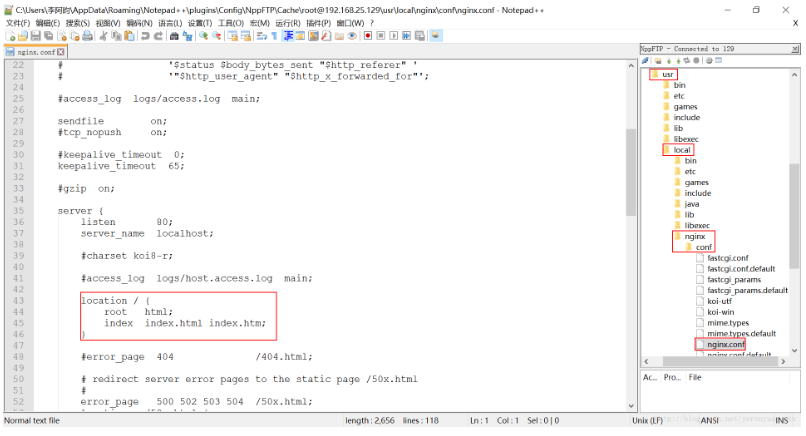 C:\Users\李阿昀\AppData\Roaming\Notepad++\plugins\Config\NppFTP\Cache\root@192.168.25.129\usr\local\nginx\conf\nginx.conf - Notepad++
文件(F) 编辑(E) 搜索(S) 视图(V) 编码(N) 语言(L) 设置(T) 工具(O) 宏(M) 运行(R) 插件(P) 窗口(W) ?
nginx.conf
22 # '$status $body_bytes_sent "$http_referer" '
23 # '"$http_user_agent" "$http_x_forwarded_for"';
24
25 #access_log logs/access.log main;
26
27 sendfile on;
28 #tcp_nopush on;
29
30 #keepalive_timeout 0;
31 keepalive_timeout 65;
32
33 #gzip on;
34
35 server {
36 listen 80;
37 server_name localhost;
38
39 #charset koi8-r;
40
41 #access_log logs/host.access.log main;
42
43 location / {
44 root html;
45 index index.html index.htm;
46 }
47
48 #error_page 404 /404.html;
49
50 # redirect server error pages to the static page /50x.html
51 #
52 error_page 500 502 503 504 /50x.html;
NppFTP - Connected to 129
usr
bin
etc
games
include
lib
libexec
local
bin
etc
games
include
java
lib
libexec
nginx
conf
fastcgi.conf
fastcgi.conf.default
fastcgi_params
fastcgi_params.default
koi-utf
koi-win
mime.types
mime.types.default
nginx.conf
nginx.conf.default
Ac... Pro... File
Normal text file length : 2,656 lines : 118 Ln : 1 Col : 1 Sel : 0 | 0 Unix (LF) ANSI INS